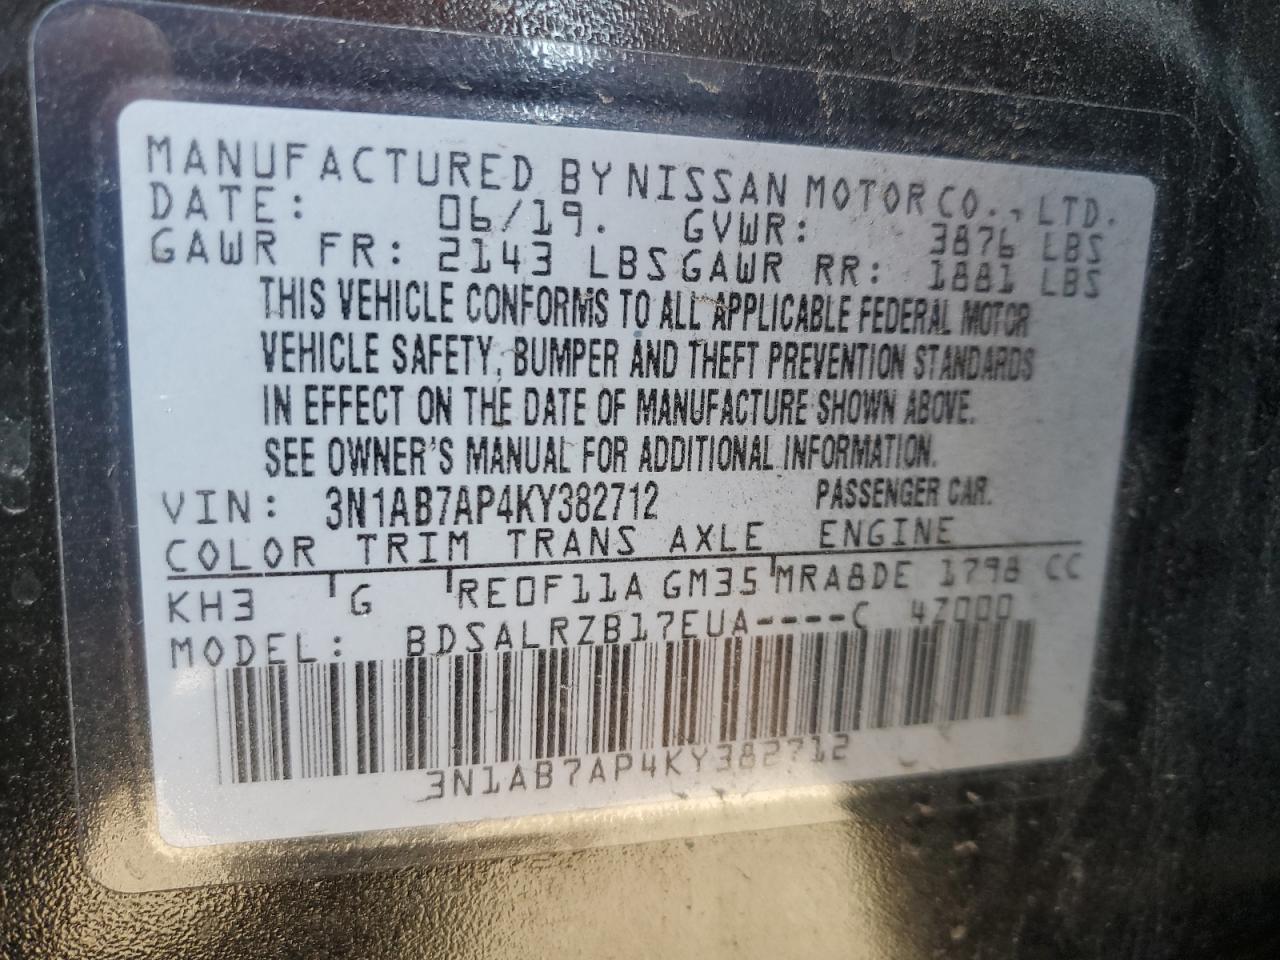 MANUFACTURED BY NISSAN MOTOR CO., LTD.
DATE: 06/19. GVWR: 3876 LBS
GAWR FR: 2143 LBS GAWR RR: 1881 LBS
THIS VEHICLE CONFORMS TO ALL APPLICABLE FEDERAL MOTOR
VEHICLE SAFETY, BUMPER AND THEFT PREVENTION STANDARDS
IN EFFECT ON THE DATE OF MANUFACTURE SHOWN ABOVE.
SEE OWNER'S MANUAL FOR ADDITIONAL INFORMATION.
VIN: 3N1AB7AP4KY382712 PASSENGER CAR.
COLOR TRIM TRANS AXLE ENGINE
KH3 G RE0F11A GM35 MRA8DE 1798 CC
MODEL: BDSALRZB17EUA----C 4Z000
3N1AB7AP4KY382712